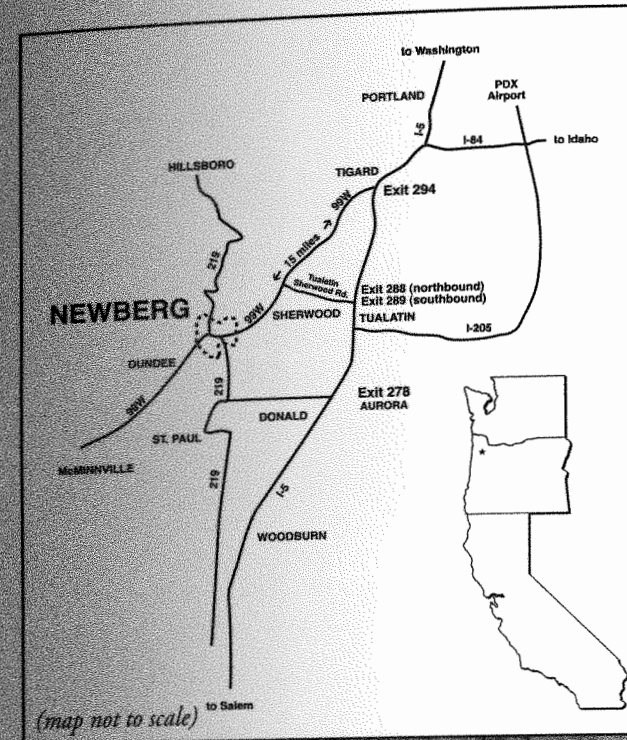 to Washington
PORTLAND
PDX
Airport
I-5
I-84
to Idaho
HILLSBORO
TIGARD
Exit 294
99W
15 miles
219
Tualatin
Sherwood Rd.
Exit 288 (northbound)
Exit 289 (southbound)
NEWBERG
99W
SHERWOOD
TUALATIN
I-205
DUNDEE
219
Exit 278
AURORA
99W
DONALD
ST. PAUL
McMINNVILLE
219
I-5
*
WOODBURN
to Salem
(map not to scale)